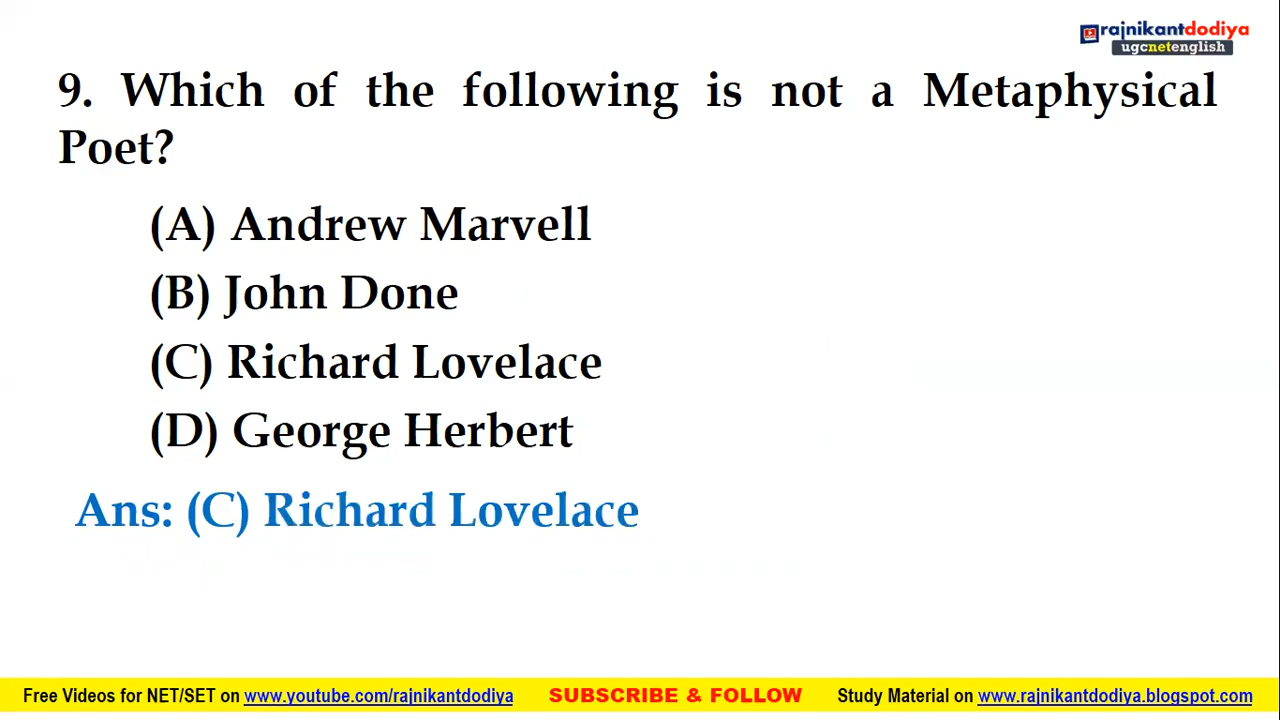 rajnikantdodiya
ugcnetenglish
9. Which of the following is not a Metaphysical
Poet?
(A) Andrew Marvell
(B) John Done
(C) Richard Lovelace
(D) George Herbert
Ans: (C) Richard Lovelace
Free Videos for NET/SET on www.youtube.com/rajnikantdodiya SUBSCRIBE & FOLLOW Study Material on www.rajnikantdodiya.blogspot.com